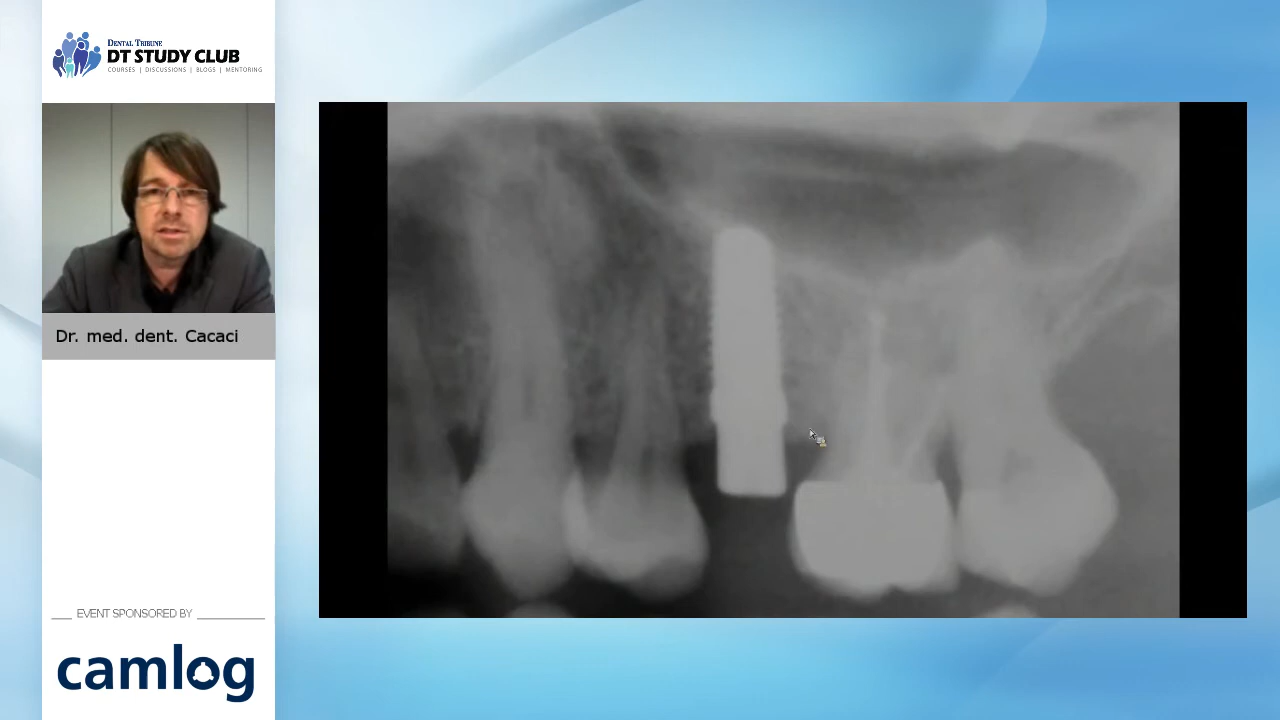 DENTAL TRIBUNE
DT STUDY CLUB
COURSES | DISCUSSIONS | BLOGS | MENTORING
Dr. med. dent. Cacaci
EVENT SPONSORED BY
camlog